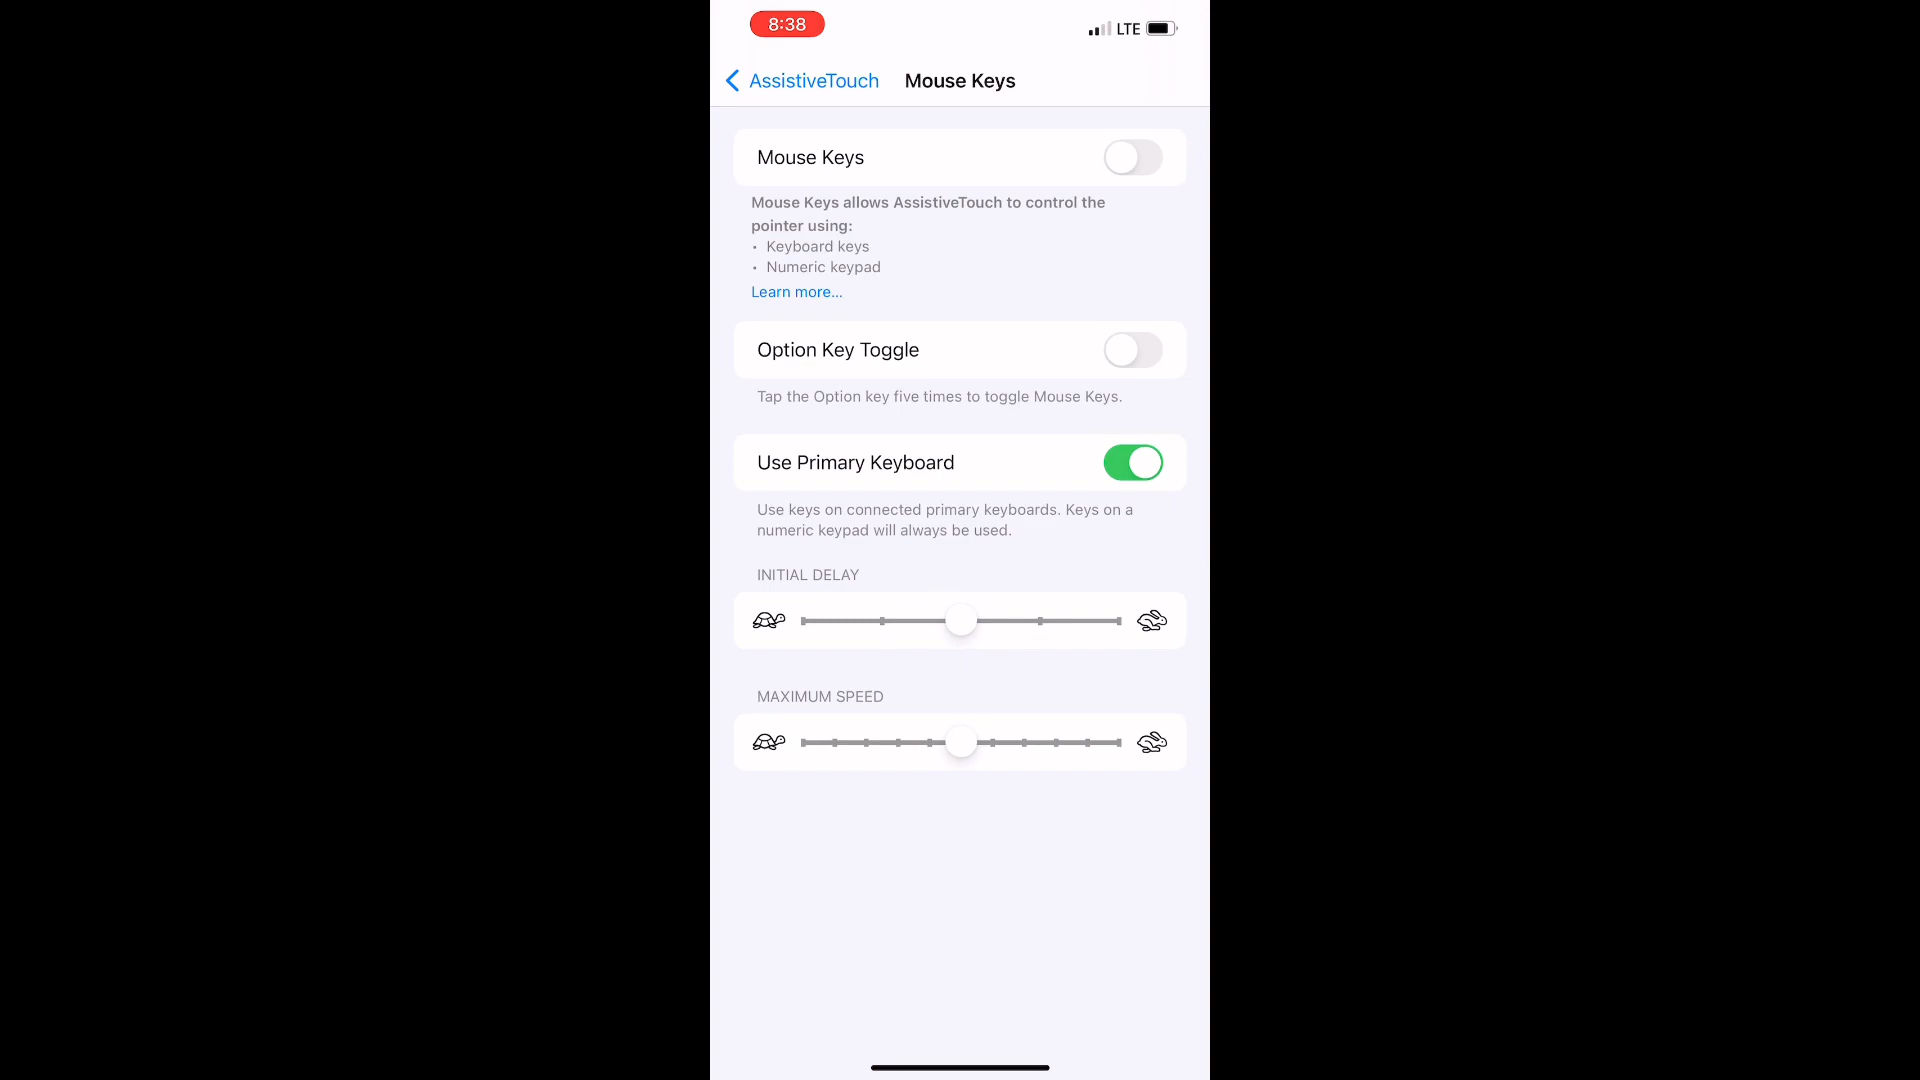 8:38
LTE
AssistiveTouch
Mouse Keys
Mouse Keys
Mouse Keys allows AssistiveTouch to control the
pointer using:
• Keyboard keys
• Numeric keypad
Learn more...
Option Key Toggle
Tap the Option key five times to toggle Mouse Keys.
Use Primary Keyboard
Use keys on connected primary keyboards. Keys on a
numeric keypad will always be used.
INITIAL DELAY
MAXIMUM SPEED